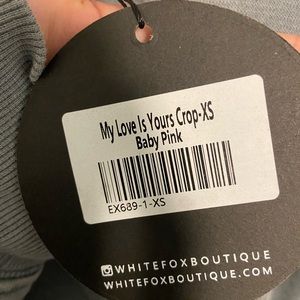 My Love Is Yours Crop-XS
Baby Pink
EX689-1-XS
WHITEFOXBOUTIQUE
WHITEFOXBOUTIQUE.COM